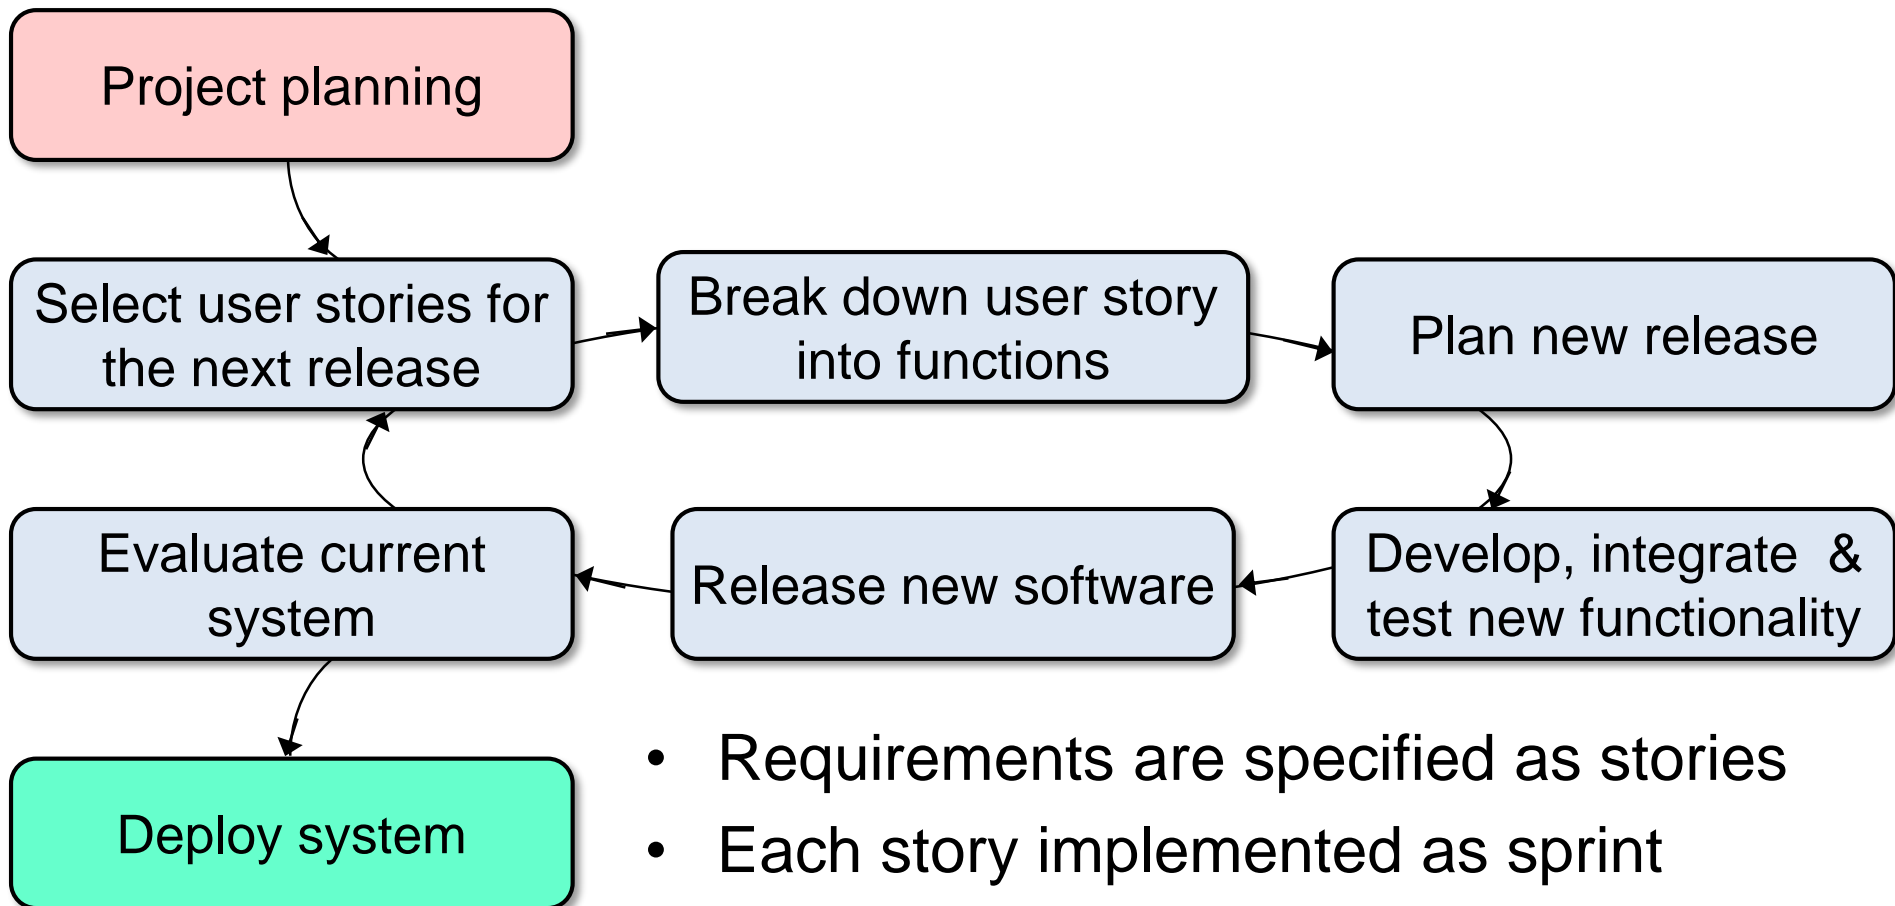 Project planning
Select user stories for
the next release
Break down user story
into functions
Plan new release
Evaluate current
system
Release new software
Develop, integrate  &
test new functionality
Deploy system
• Requirements are specified as stories
• Each story implemented as sprint